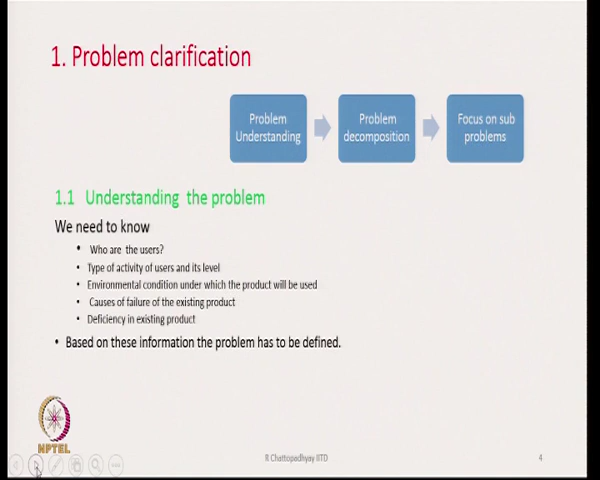 1. Problem clarification
Problem
Understanding
Problem
decomposition
Focus on sub
problems
1.1 Understanding the problem
We need to know
• Who are the users?
• Type of activity of users and its level
• Environmental condition under which the product will be used
• Causes of failure of the existing product
• Deficiency in existing product
• Based on these information the problem has to be defined.
NPTEL
R Chattopadhyay IITD
4